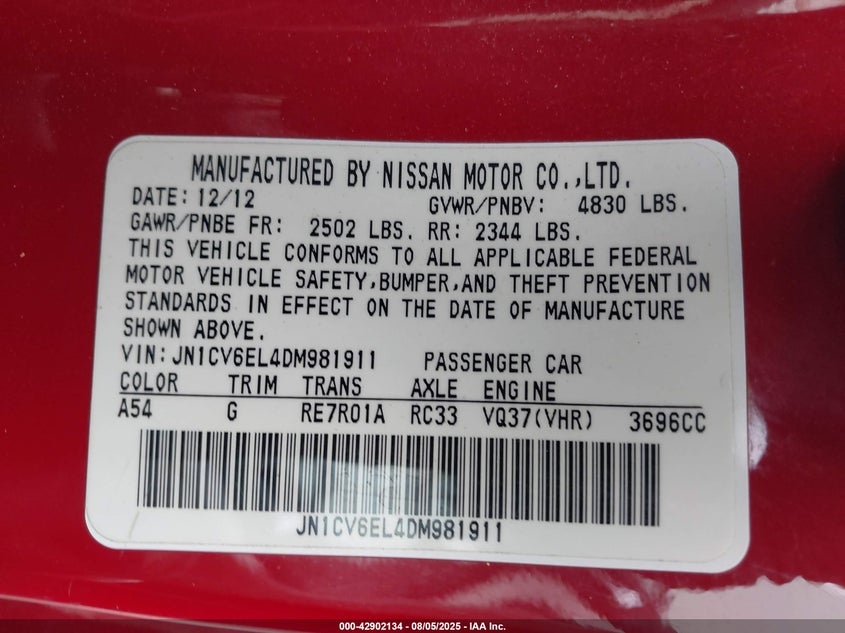 MANUFACTURED BY NISSAN MOTOR CO.,LTD.
DATE: 12/12 GVWR/PNBV: 4830 LBS.
GAWR/PNBE FR: 2502 LBS. RR: 2344 LBS.
THIS VEHICLE CONFORMS TO ALL APPLICABLE FEDERAL
MOTOR VEHICLE SAFETY,BUMPER,AND THEFT PREVENTION
STANDARDS IN EFFECT ON THE DATE OF MANUFACTURE
SHOWN ABOVE.
VIN:JN1CV6EL4DM981911 PASSENGER CAR
COLOR TRIM TRANS AXLE ENGINE
A54 G RE7R01A RC33 VQ37(VHR) 3696CC
JN1CV6EL4DM981911
000-42902134 - 08/05/2025 - IAA Inc.